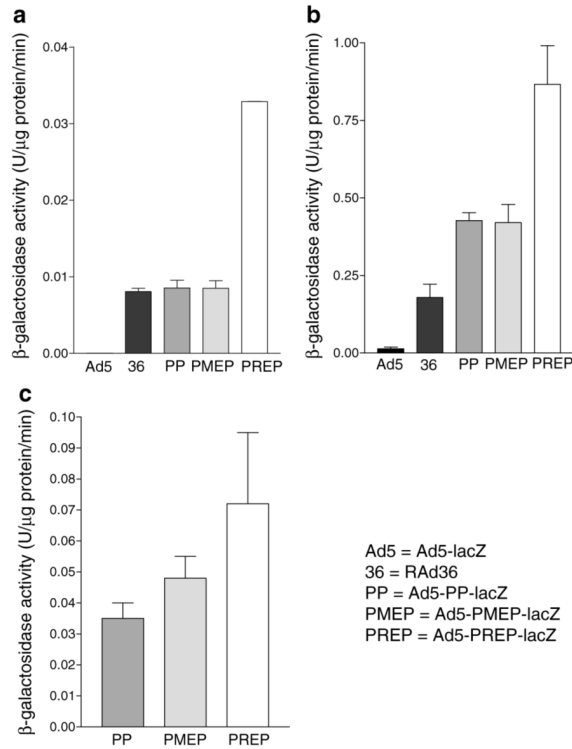 a
β-galactosidase activity (U/μg protein/min)
0.04
0.03
0.02
0.01
0.00
Ad5 36 PP PMEP PREP
b
β-galactosidase activity (U/μg protein/min)
1.00
0.75
0.50
0.25
0.00
Ad5 36 PP PMEP PREP
c
β-galactosidase activity (U/μg protein/min)
0.10
0.09
0.08
0.07
0.06
0.05
0.04
0.03
0.02
0.01
0.00
PP PMEP PREP
Ad5 = Ad5-lacZ
36 = RAd36
PP = Ad5-PP-lacZ
PMEP = Ad5-PMEP-lacZ
PREP = Ad5-PREP-lacZ